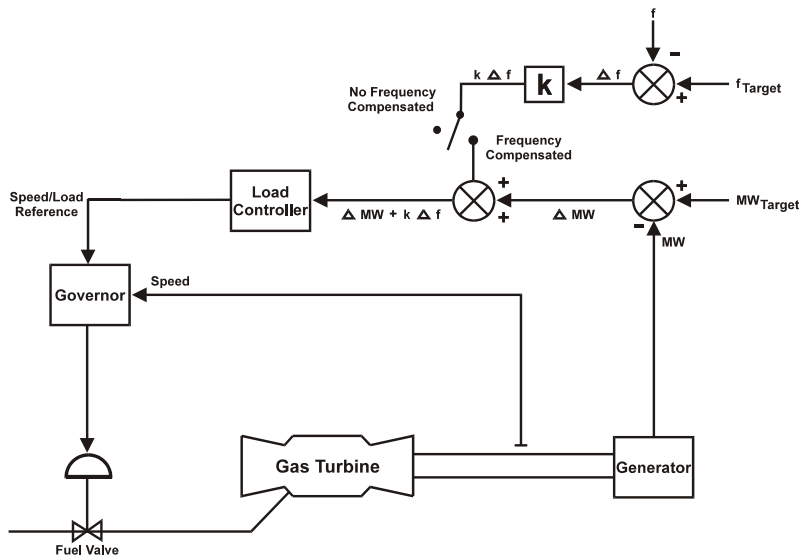 f
−
k Δ f
k
Δ f
+
f Target
No Frequency
Compensated
Frequency
Compensated
Speed/Load
Reference
Load
Controller
Δ MW + k Δ f
+
+
Δ MW
+
−
MW Target
MW
Governor
Speed
Gas Turbine
Generator
Fuel Valve